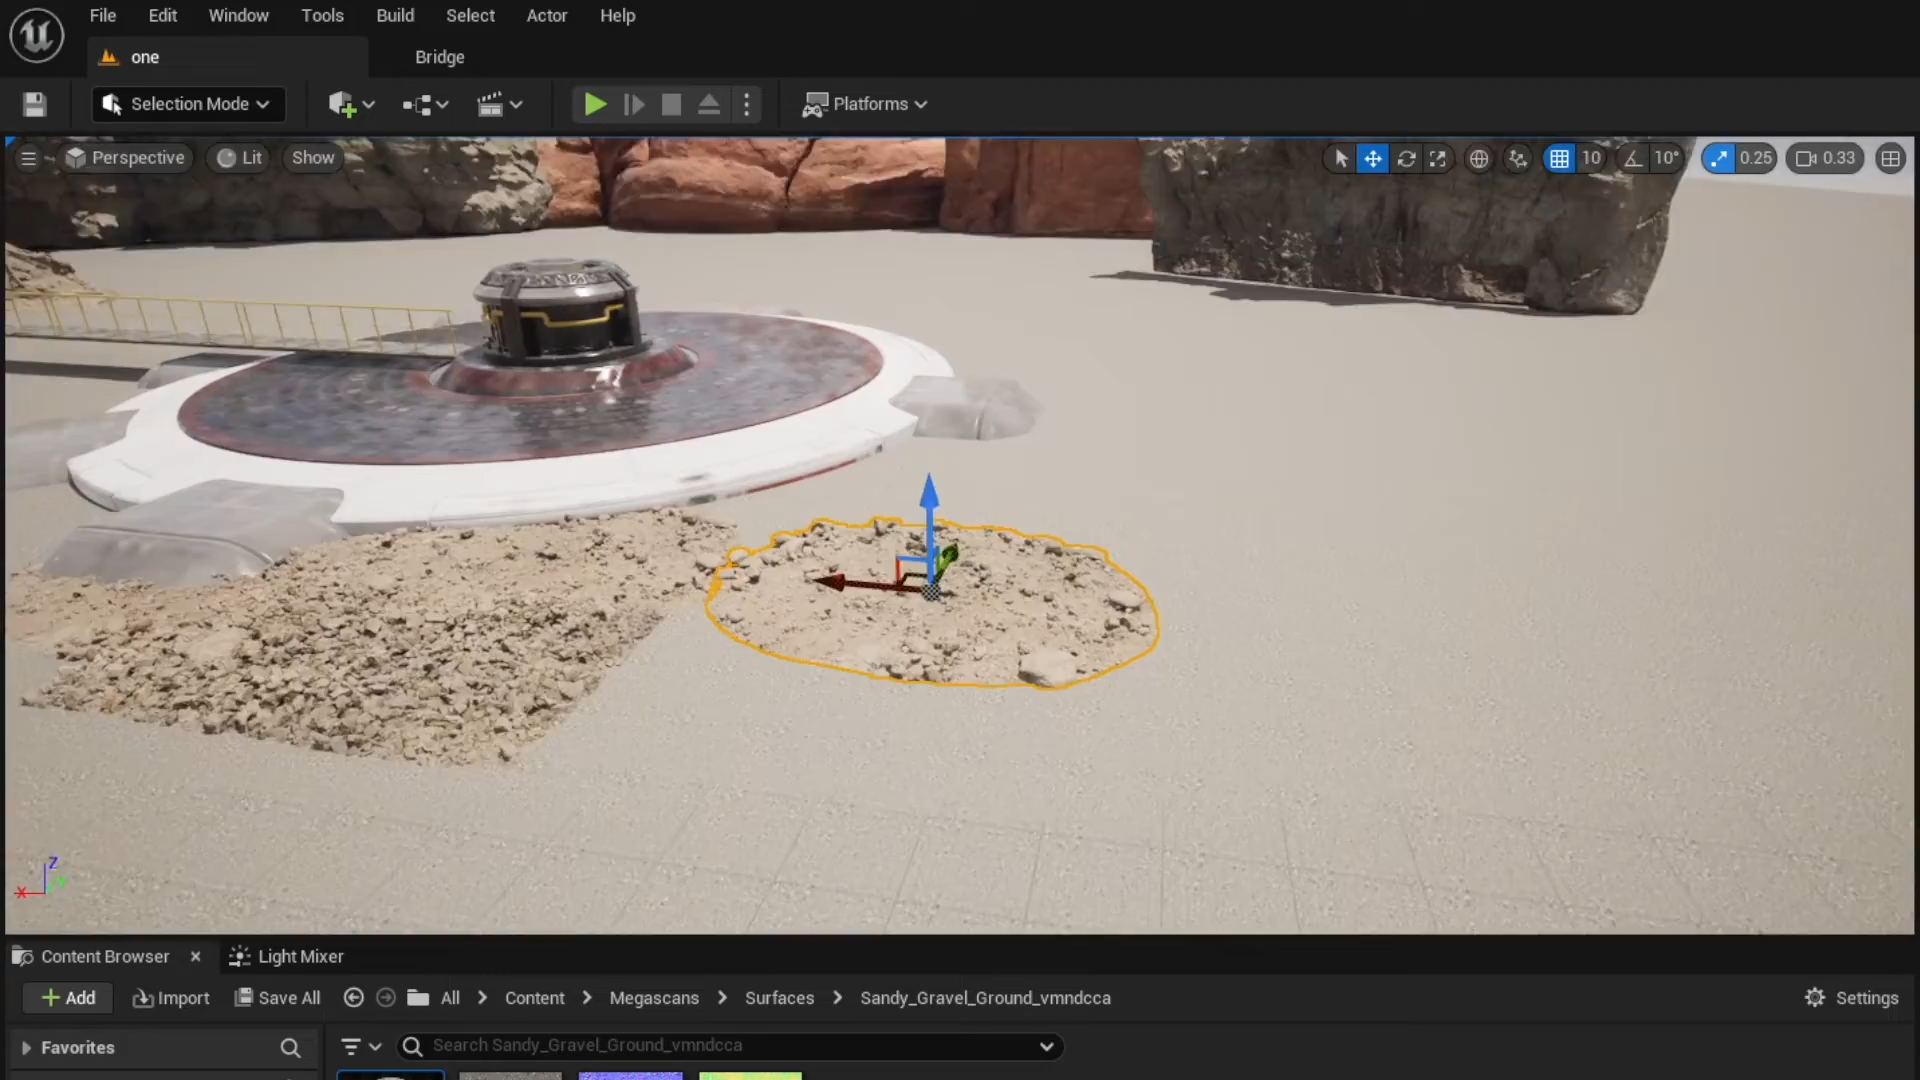 File Edit Window Tools Build Select Actor Help
one Bridge
Selection Mode Platforms
Perspective Lit Show 10 10° 0.25 0.33
Z
X
Content Browser × Light Mixer
+ Add Import Save All All > Content > Megascans > Surfaces > Sandy_Gravel_Ground_vmndcca Settings
Favorites Search Sandy_Gravel_Ground_vmndcca